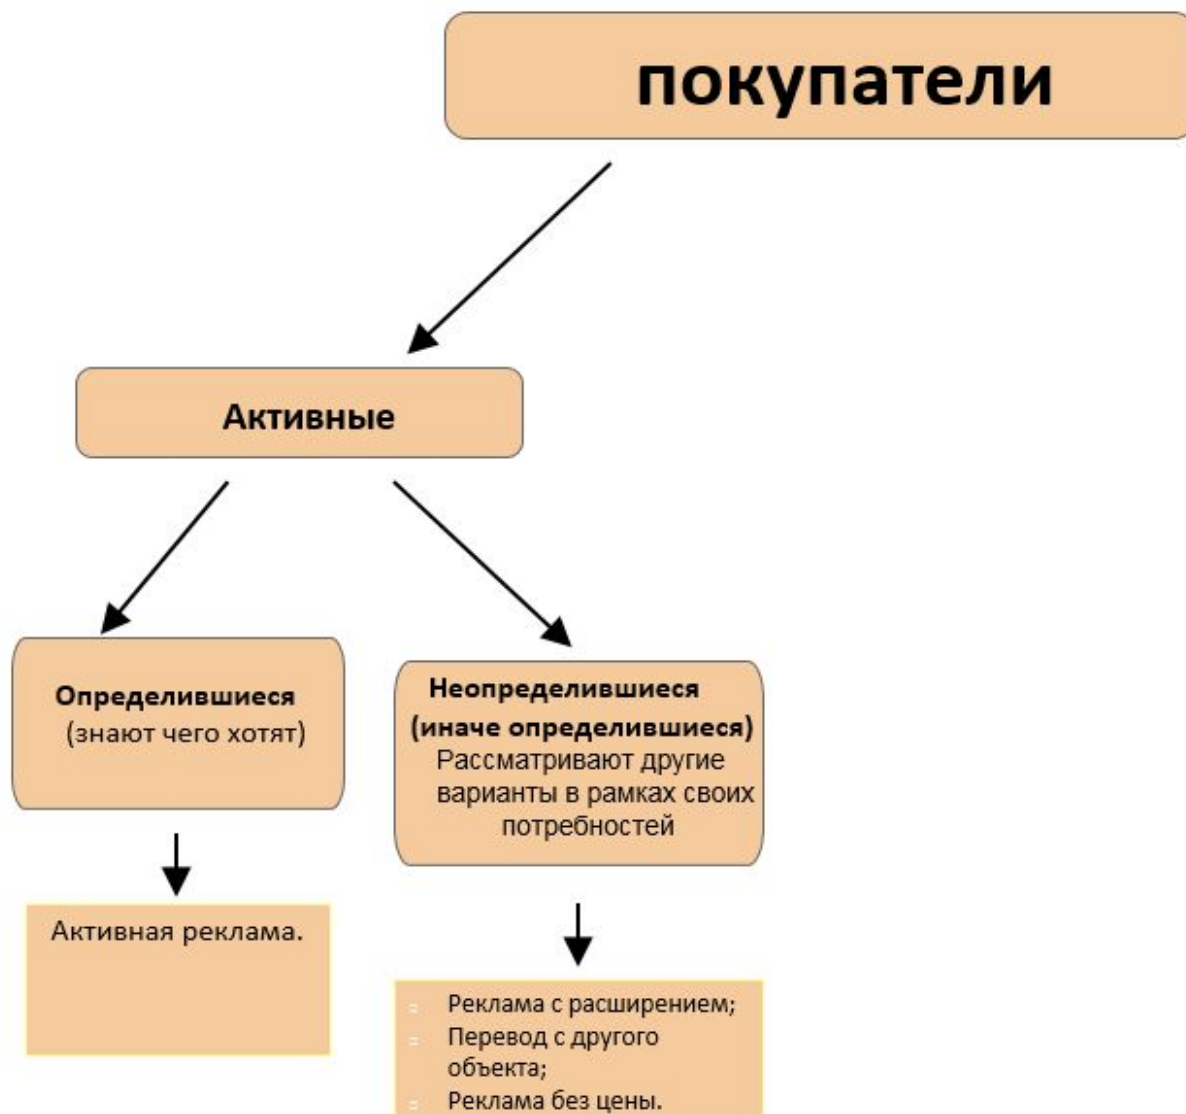 покупатели
Активные
Определившиеся
(знают чего хотят)
Неопределившиеся
(иначе определившиеся)
Рассматривают другие
варианты в рамках своих
потребностей
Активная реклама.
Реклама с расширением;
Перевод с другого
объекта;
Реклама без цены.